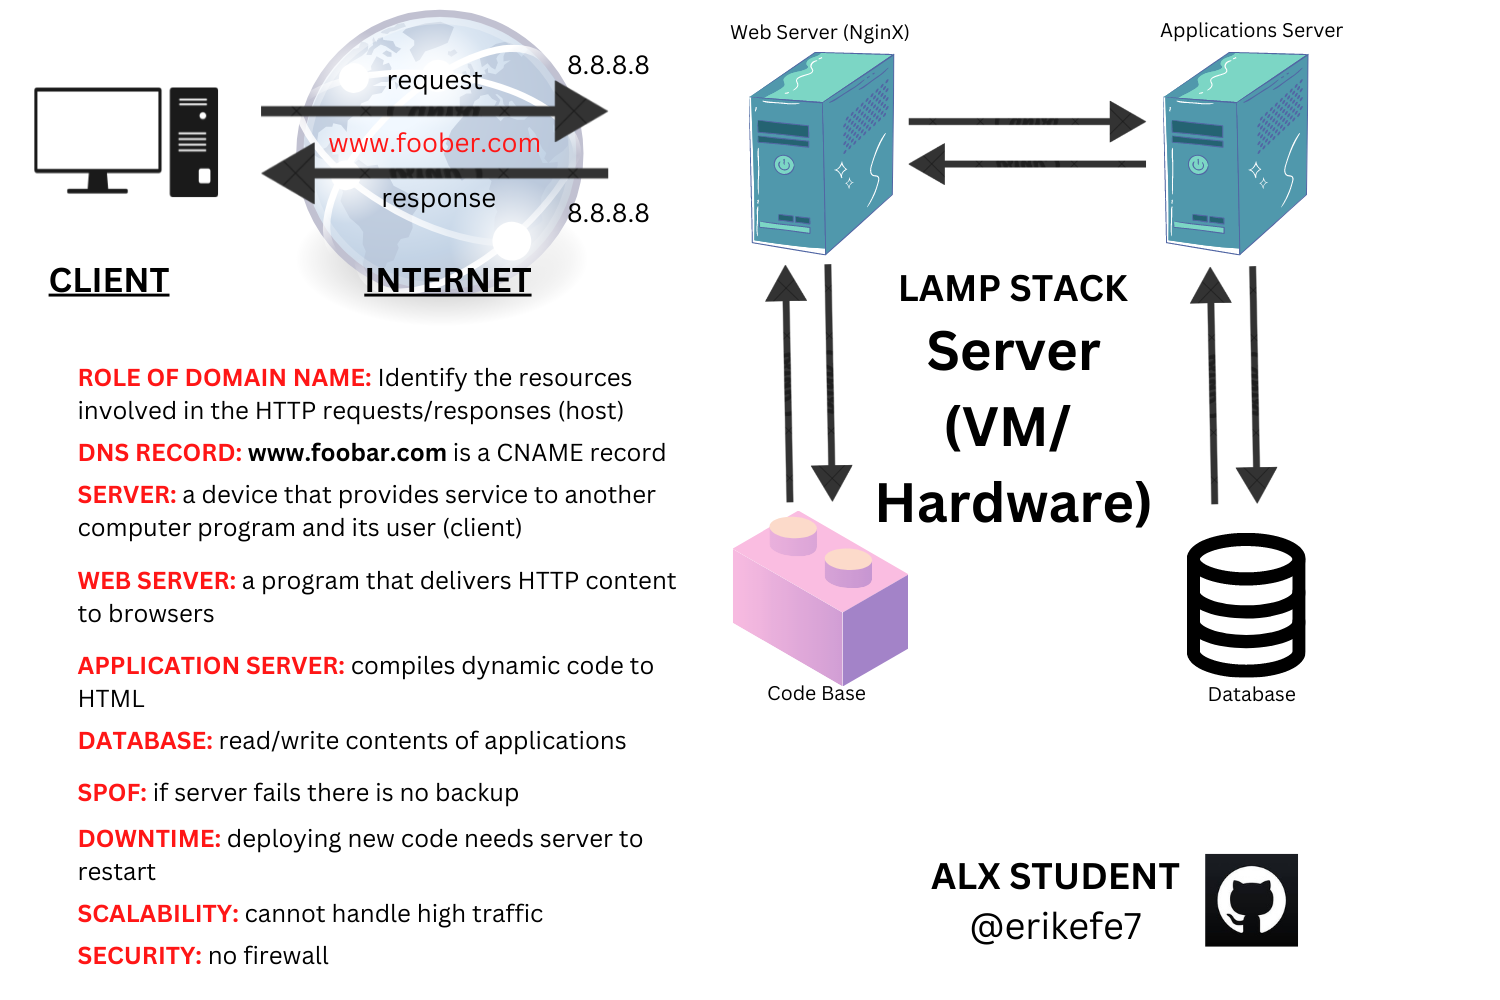 request
8.8.8.8
www.foober.com
response
8.8.8.8
CLIENT
INTERNET
Web Server (NginX)
Applications Server
LAMP STACK
Server
(VM/
Hardware)
Code Base
Database
ROLE OF DOMAIN NAME: Identify the resources
involved in the HTTP requests/responses (host)
DNS RECORD: www.foobar.com is a CNAME record
SERVER: a device that provides service to another
computer program and its user (client)
WEB SERVER: a program that delivers HTTP content
to browsers
APPLICATION SERVER: compiles dynamic code to
HTML
DATABASE: read/write contents of applications
SPOF: if server fails there is no backup
DOWNTIME: deploying new code needs server to
restart
SCALABILITY: cannot handle high traffic
SECURITY: no firewall
ALX STUDENT
@erikefe7